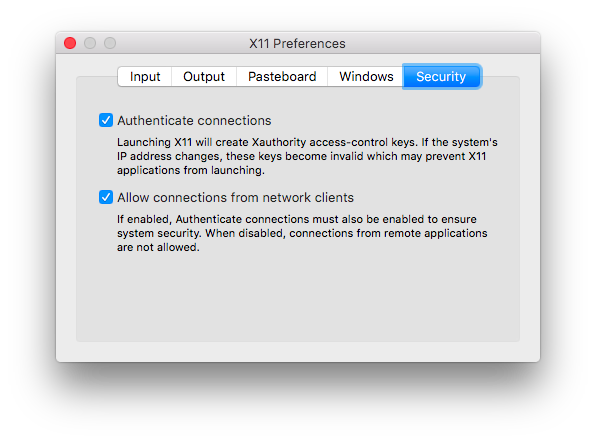 X11 Preferences
Input Output Pasteboard Windows Security
Authenticate connections
Launching X11 will create Xauthority access-control keys. If the system's
IP address changes, these keys become invalid which may prevent X11
applications from launching.
Allow connections from network clients
If enabled, Authenticate connections must also be enabled to ensure
system security. When disabled, connections from remote applications
are not allowed.